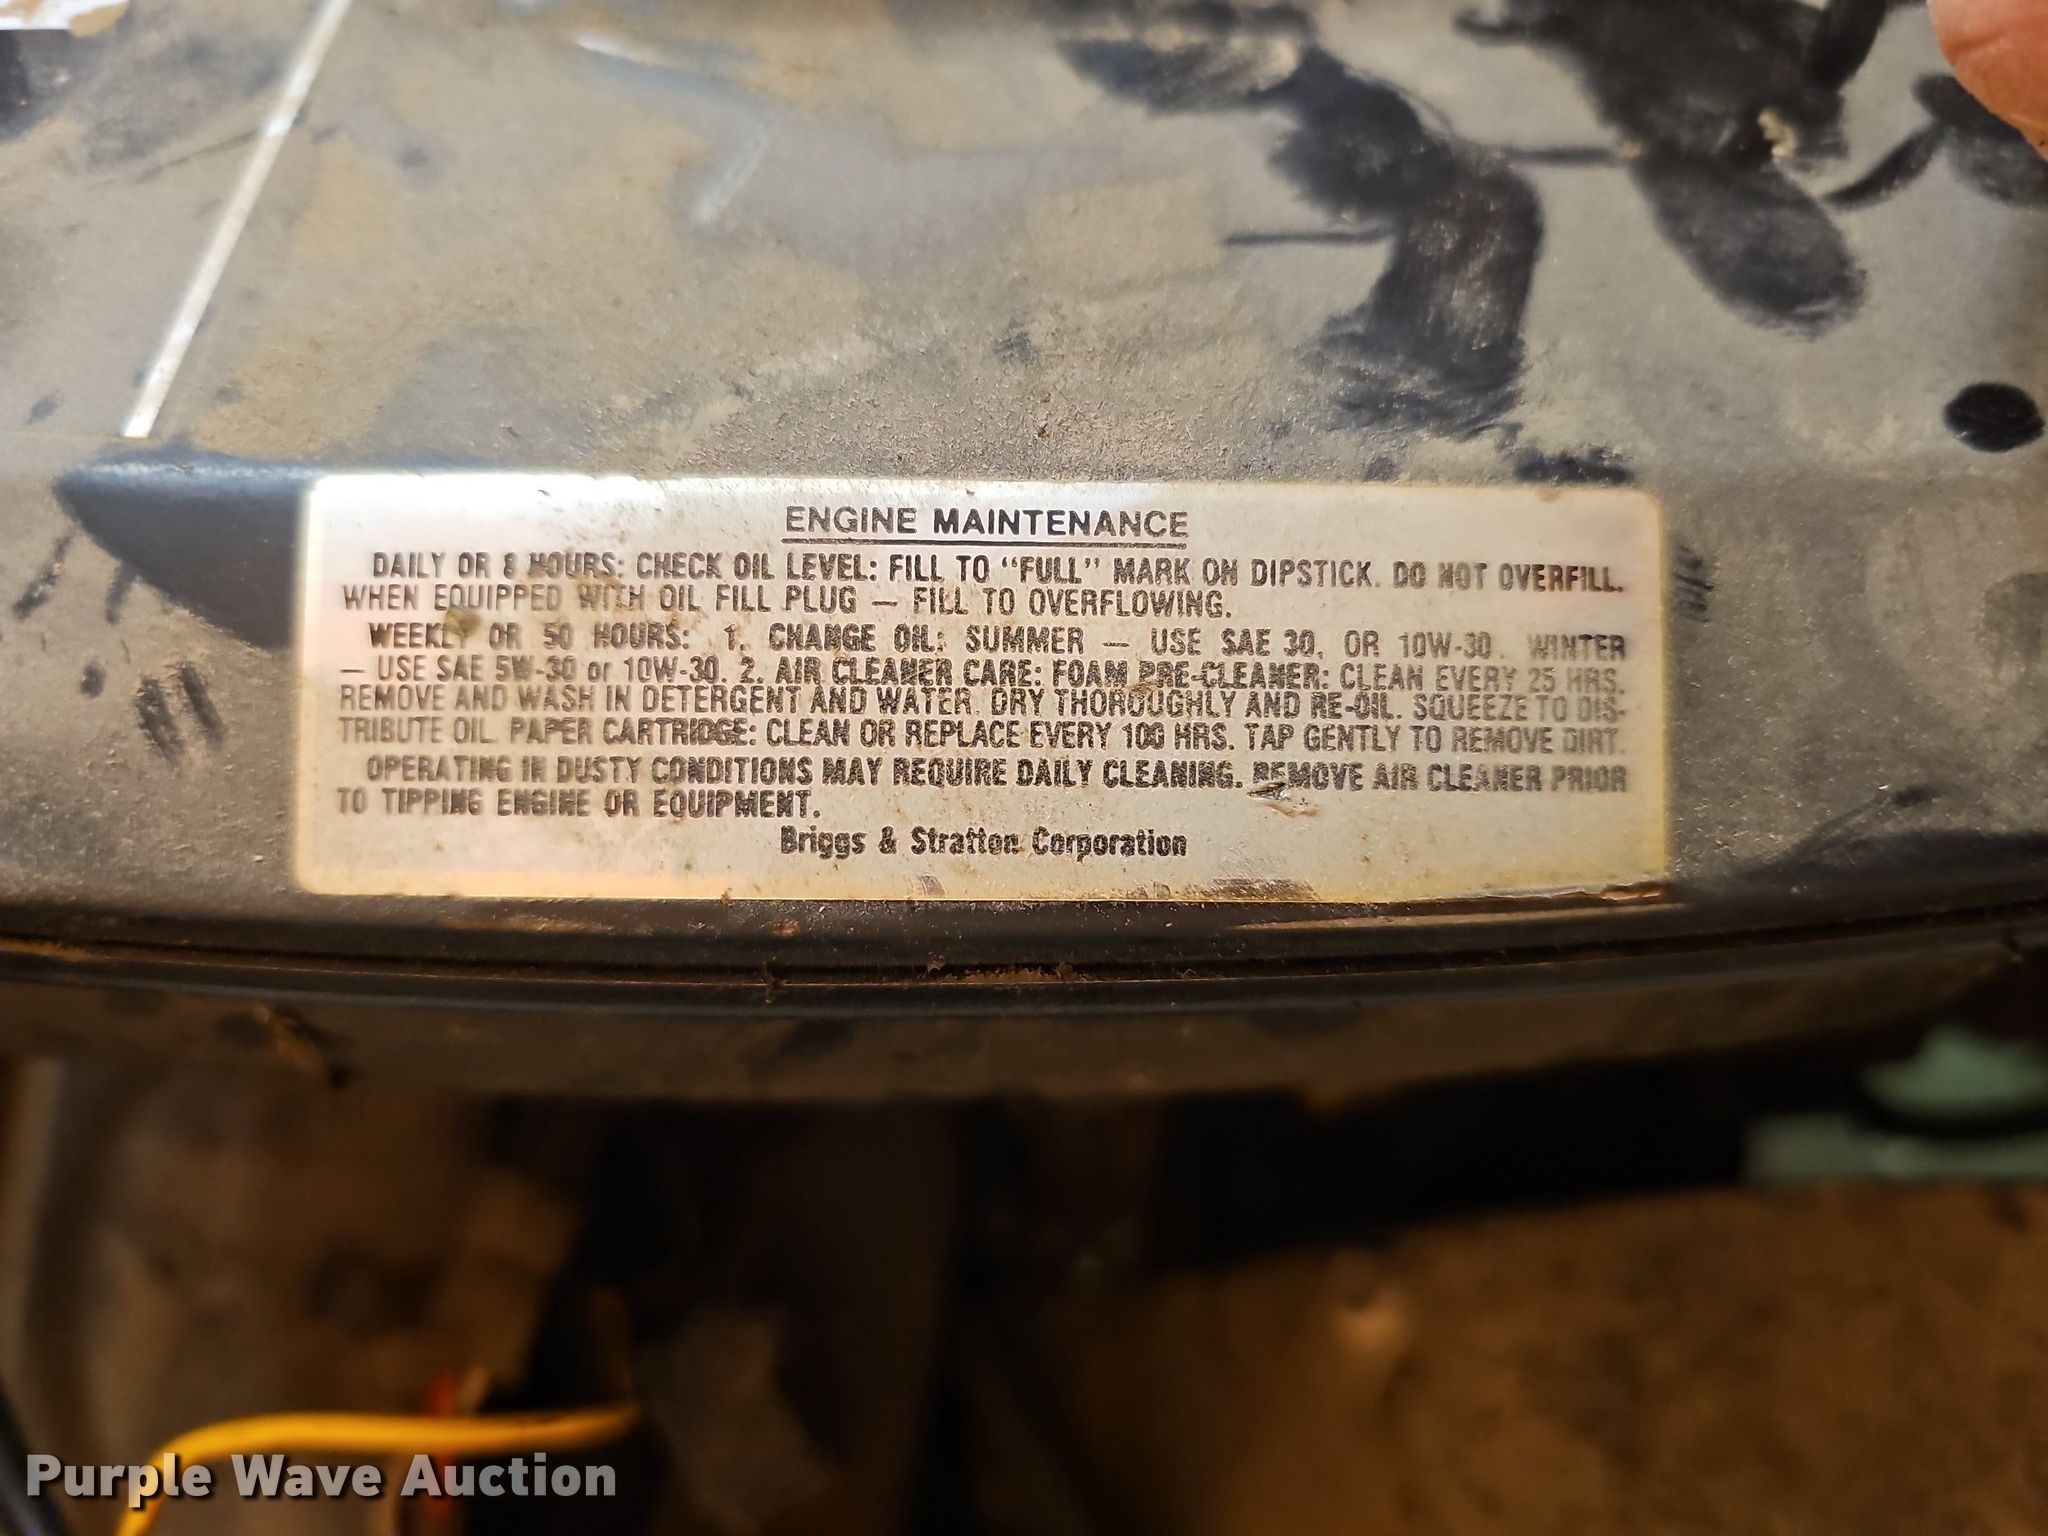 ENGINE MAINTENANCE
DAILY OR 8 HOURS: CHECK OIL LEVEL: FILL TO "FULL" MARK ON DIPSTICK. DO NOT OVERFILL.
WHEN EQUIPPED WITH OIL FILL PLUG — FILL TO OVERFLOWING.
WEEKLY OR 50 HOURS: 1. CHANGE OIL: SUMMER — USE SAE 30, OR 10W-30. WINTER
— USE SAE 5W-30 or 10W-30. 2. AIR CLEANER CARE: FOAM PRE-CLEANER: CLEAN EVERY 25 HRS.
REMOVE AND WASH IN DETERGENT AND WATER. DRY THOROUGHLY AND RE-OIL. SQUEEZE TO DIS-
TRIBUTE OIL. PAPER CARTRIDGE: CLEAN OR REPLACE EVERY 100 HRS. TAP GENTLY TO REMOVE DIRT.
OPERATING IN DUSTY CONDITIONS MAY REQUIRE DAILY CLEANING. REMOVE AIR CLEANER PRIOR
TO TIPPING ENGINE OR EQUIPMENT.
Briggs & Stratton Corporation
Purple Wave Auction